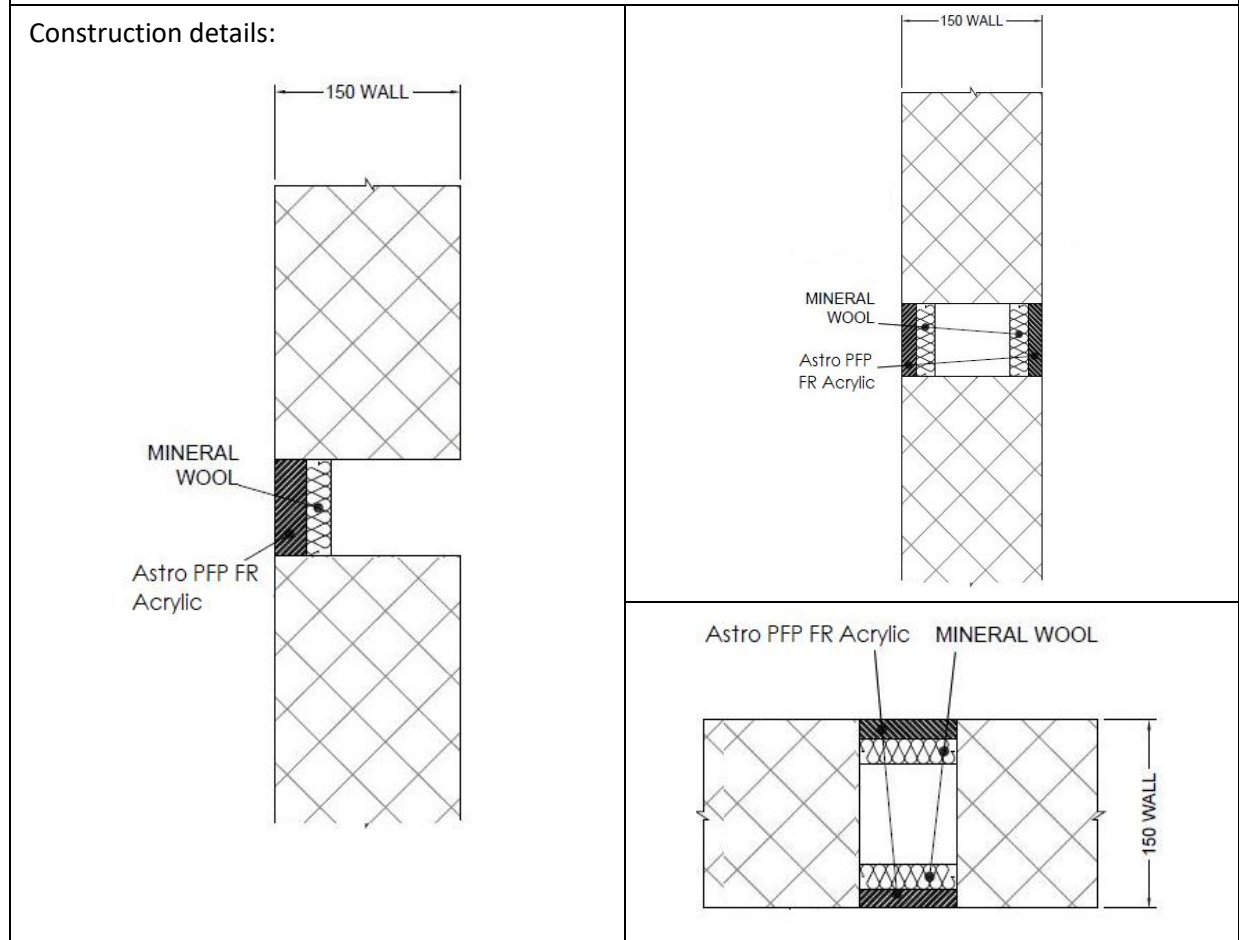 Construction details:
150 WALL
MINERAL
WOOL
Astro PFP FR
Acrylic
150 WALL
MINERAL
WOOL
Astro PFP
FR Acrylic
Astro PFP FR Acrylic MINERAL WOOL
150 WALL